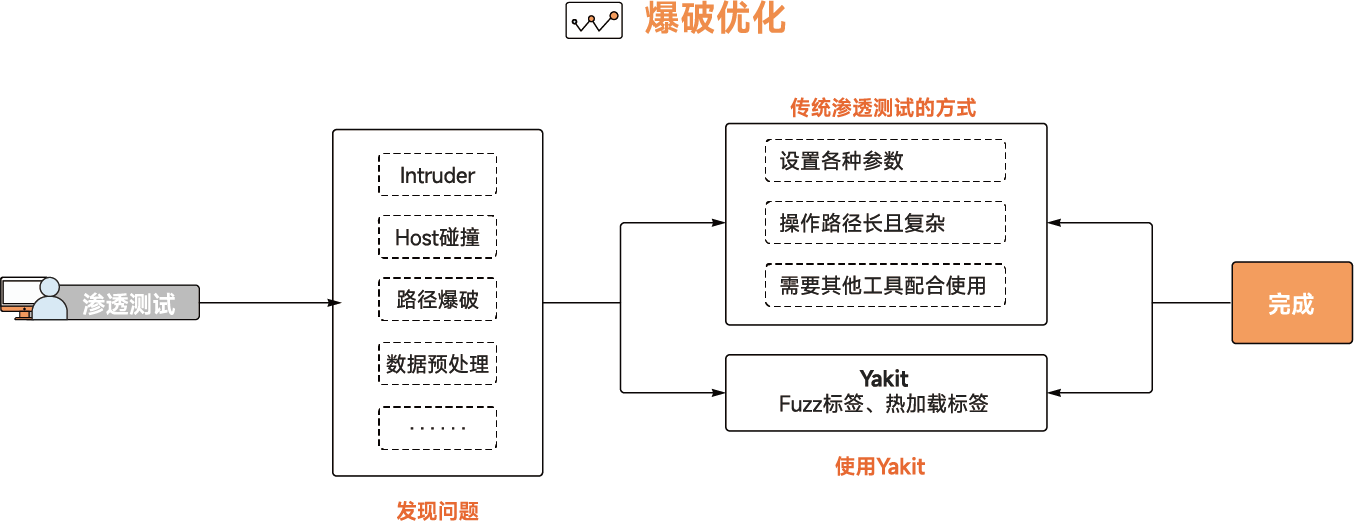 爆破优化
渗透测试
Intruder
Host碰撞
路径爆破
数据预处理
······
发现问题
传统渗透测试的方式
设置各种参数
操作路径长且复杂
需要其他工具配合使用
Yakit
Fuzz标签、热加载标签
使用Yakit
完成